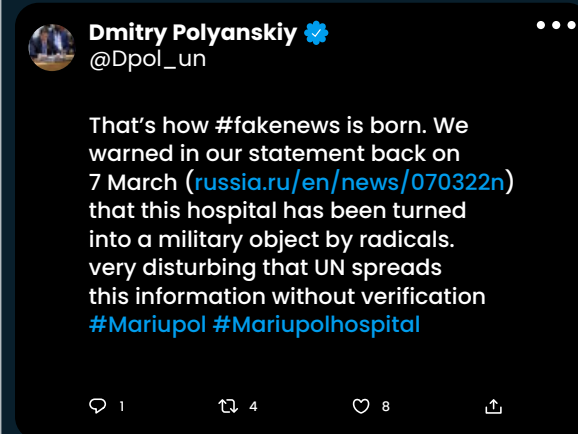 Dmitry Polyanskiy
@Dpol_un
That's how #fakenews is born. We
warned in our statement back on
7 March (russia.ru/en/news/070322n)
that this hospital has been turned
into a military object by radicals.
very disturbing that UN spreads
this information without verification
#Mariupol #Mariupolhospital
1 4 8